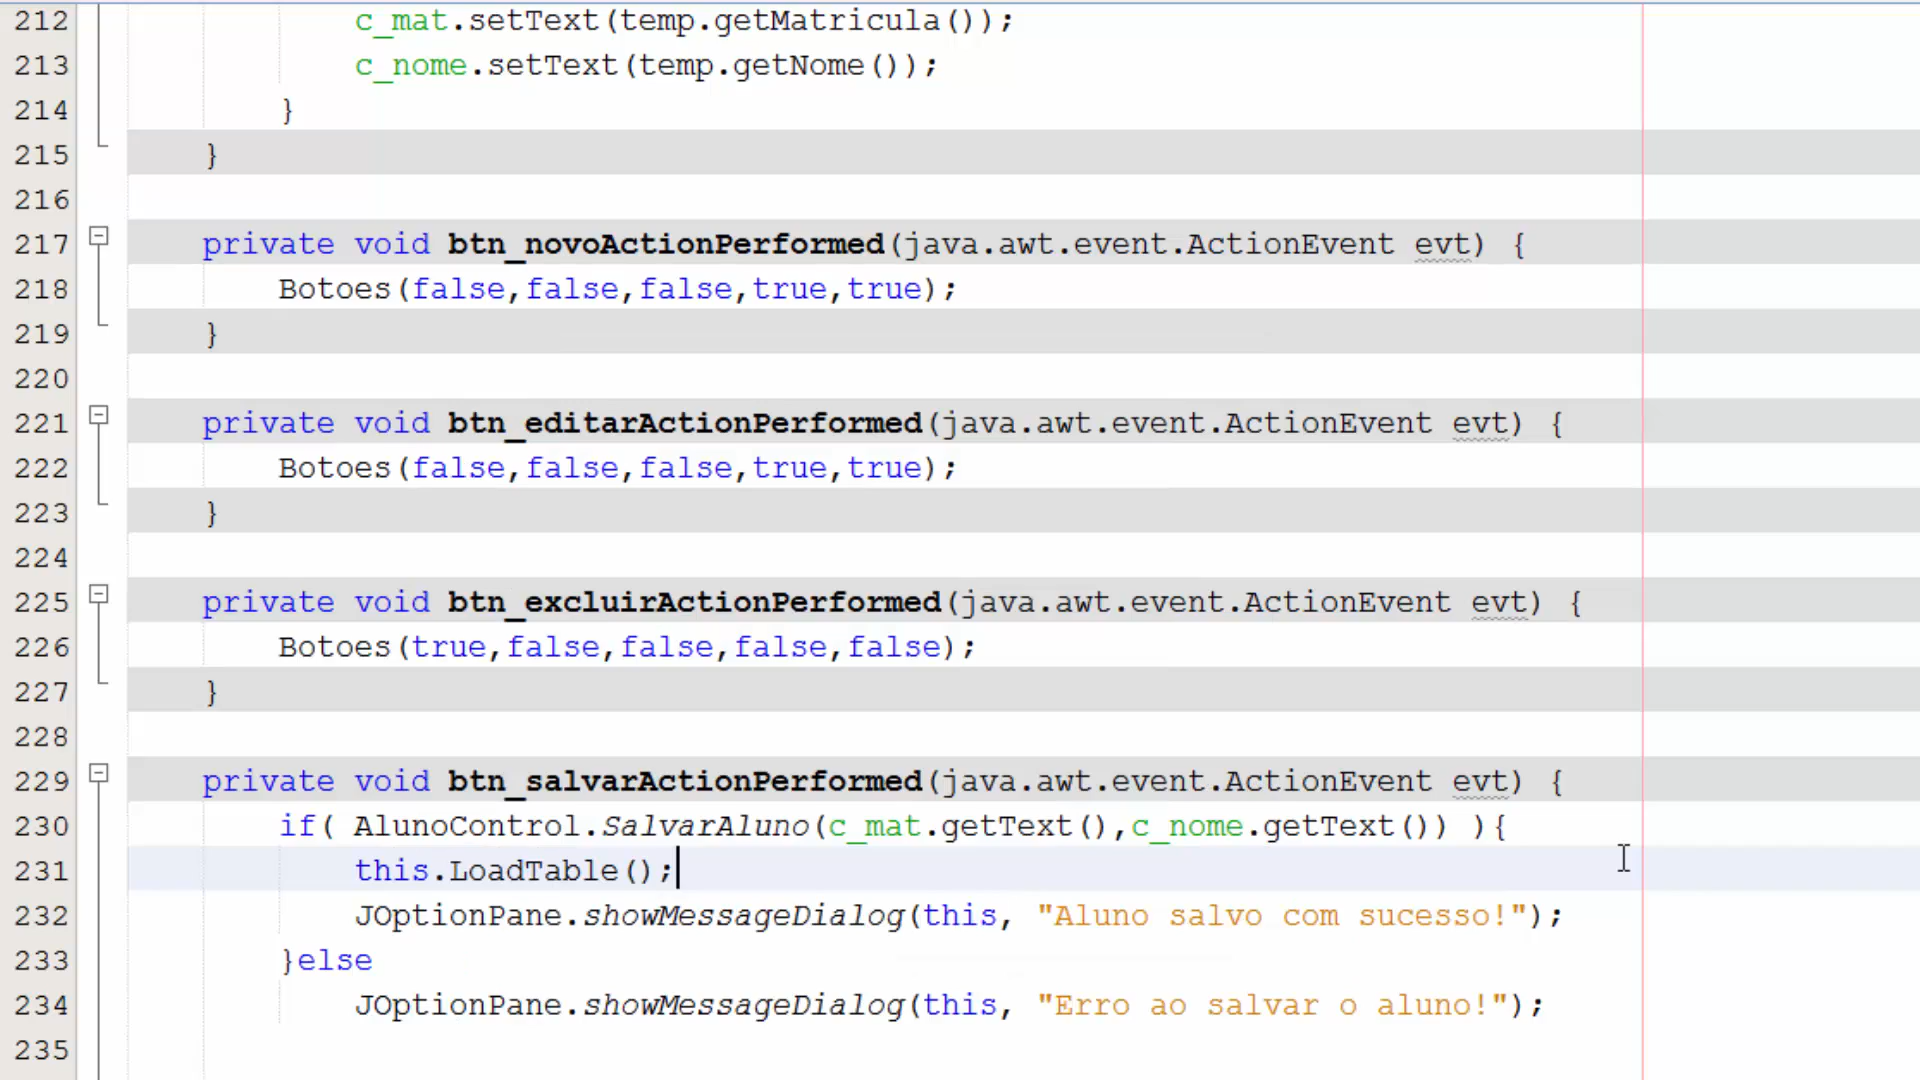 212 c_mat.setText(temp.getMatricula());
213 c_nome.setText(temp.getNome());
214 }
215 }
216
217 private void btn_novoActionPerformed(java.awt.event.ActionEvent evt) {
218 Botoes(false,false,false,true,true);
219 }
220
221 private void btn_editarActionPerformed(java.awt.event.ActionEvent evt) {
222 Botoes(false,false,false,true,true);
223 }
224
225 private void btn_excluirActionPerformed(java.awt.event.ActionEvent evt) {
226 Botoes(true,false,false,false,false);
227 }
228
229 private void btn_salvarActionPerformed(java.awt.event.ActionEvent evt) {
230 if( AlunoControl.SalvarAluno(c_mat.getText(),c_nome.getText()) ){
231 this.LoadTable();
232 JOptionPane.showMessageDialog(this, "Aluno salvo com sucesso!");
233 }else
234 JOptionPane.showMessageDialog(this, "Erro ao salvar o aluno!");
235